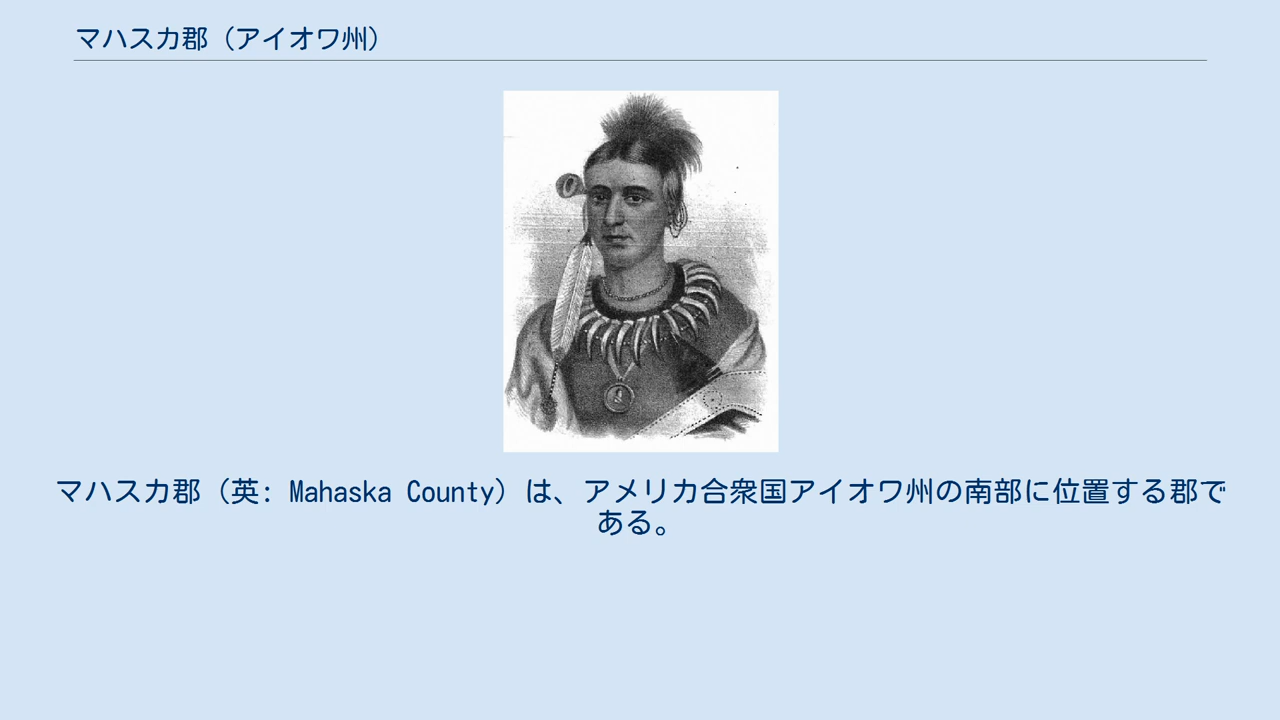 マハスカ郡（アイオワ州）
マハスカ郡（英: Mahaska County）は、アメリカ合衆国アイオワ州の南部に位置する郡で
ある。